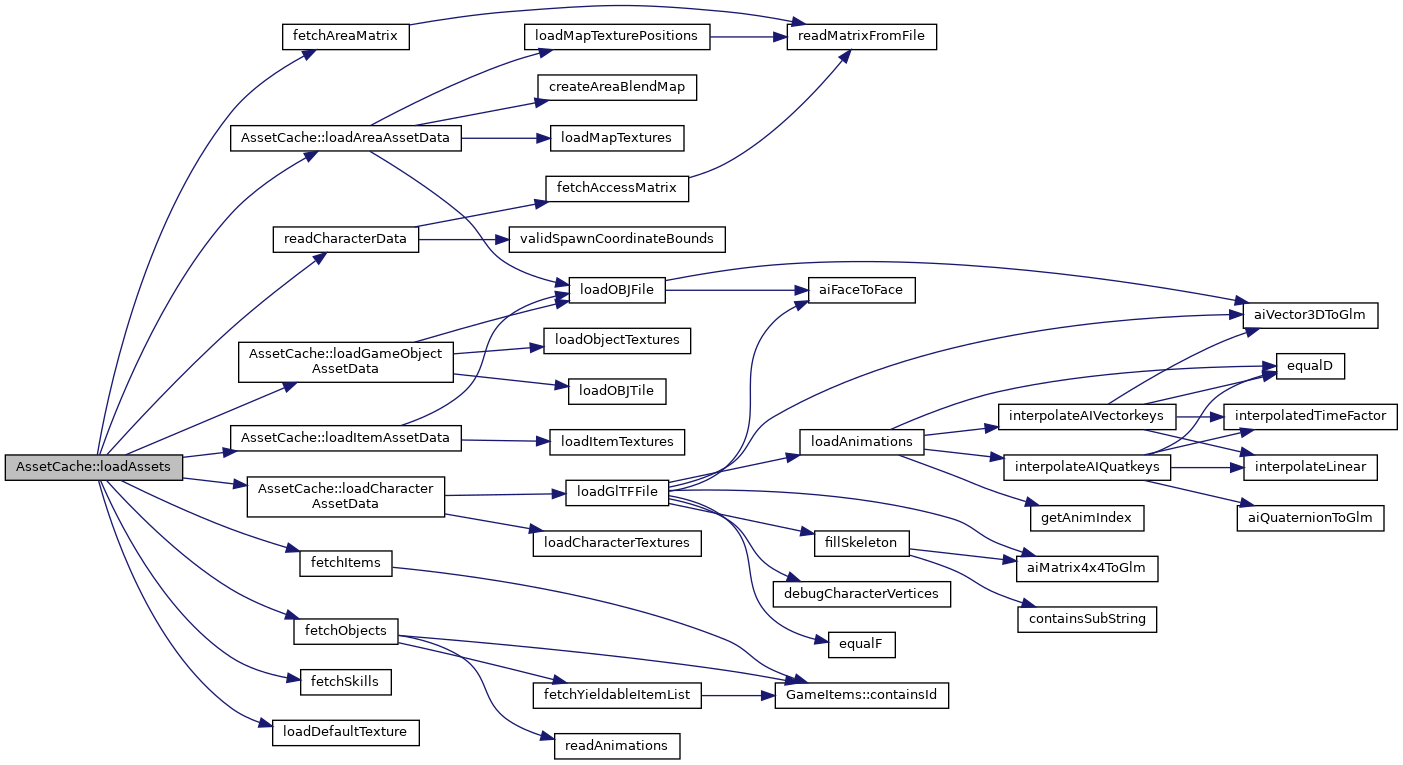 AssetCache::loadAssets
fetchAreaMatrix
AssetCache::loadAreaAssetData
readCharacterData
AssetCache::loadGameObject
AssetData
AssetCache::loadItemAssetData
AssetCache::loadCharacter
AssetData
fetchItems
fetchObjects
fetchSkills
loadDefaultTexture
loadMapTexturePositions
createAreaBlendMap
loadMapTextures
fetchAccessMatrix
validSpawnCoordinateBounds
loadOBJFile
loadObjectTextures
loadOBJTile
loadItemTextures
loadGlTFFile
loadCharacterTextures
fetchYieldableItemList
readAnimations
readMatrixFromFile
aiFaceToFace
loadAnimations
fillSkeleton
debugCharacterVertices
equalF
GameItems::containsId
interpolateAIVectorkeys
interpolateAIQuatkeys
getAnimIndex
aiMatrix4x4ToGlm
containsSubString
aiVector3DToGlm
equalD
interpolatedTimeFactor
interpolateLinear
aiQuaternionToGlm